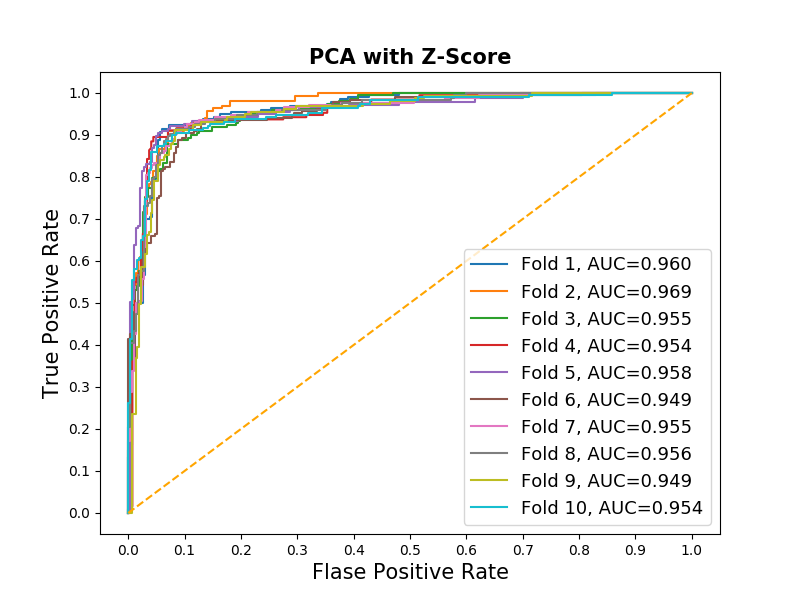 PCA with Z-Score
True Positive Rate
1.0
0.9
0.8
0.7
0.6
0.5
0.4
0.3
0.2
0.1
0.0
Fold 1, AUC=0.960
Fold 2, AUC=0.969
Fold 3, AUC=0.955
Fold 4, AUC=0.954
Fold 5, AUC=0.958
Fold 6, AUC=0.949
Fold 7, AUC=0.955
Fold 8, AUC=0.956
Fold 9, AUC=0.949
Fold 10, AUC=0.954
0.0 0.1 0.2 0.3 0.4 0.5 0.6 0.7 0.8 0.9 1.0
Flase Positive Rate